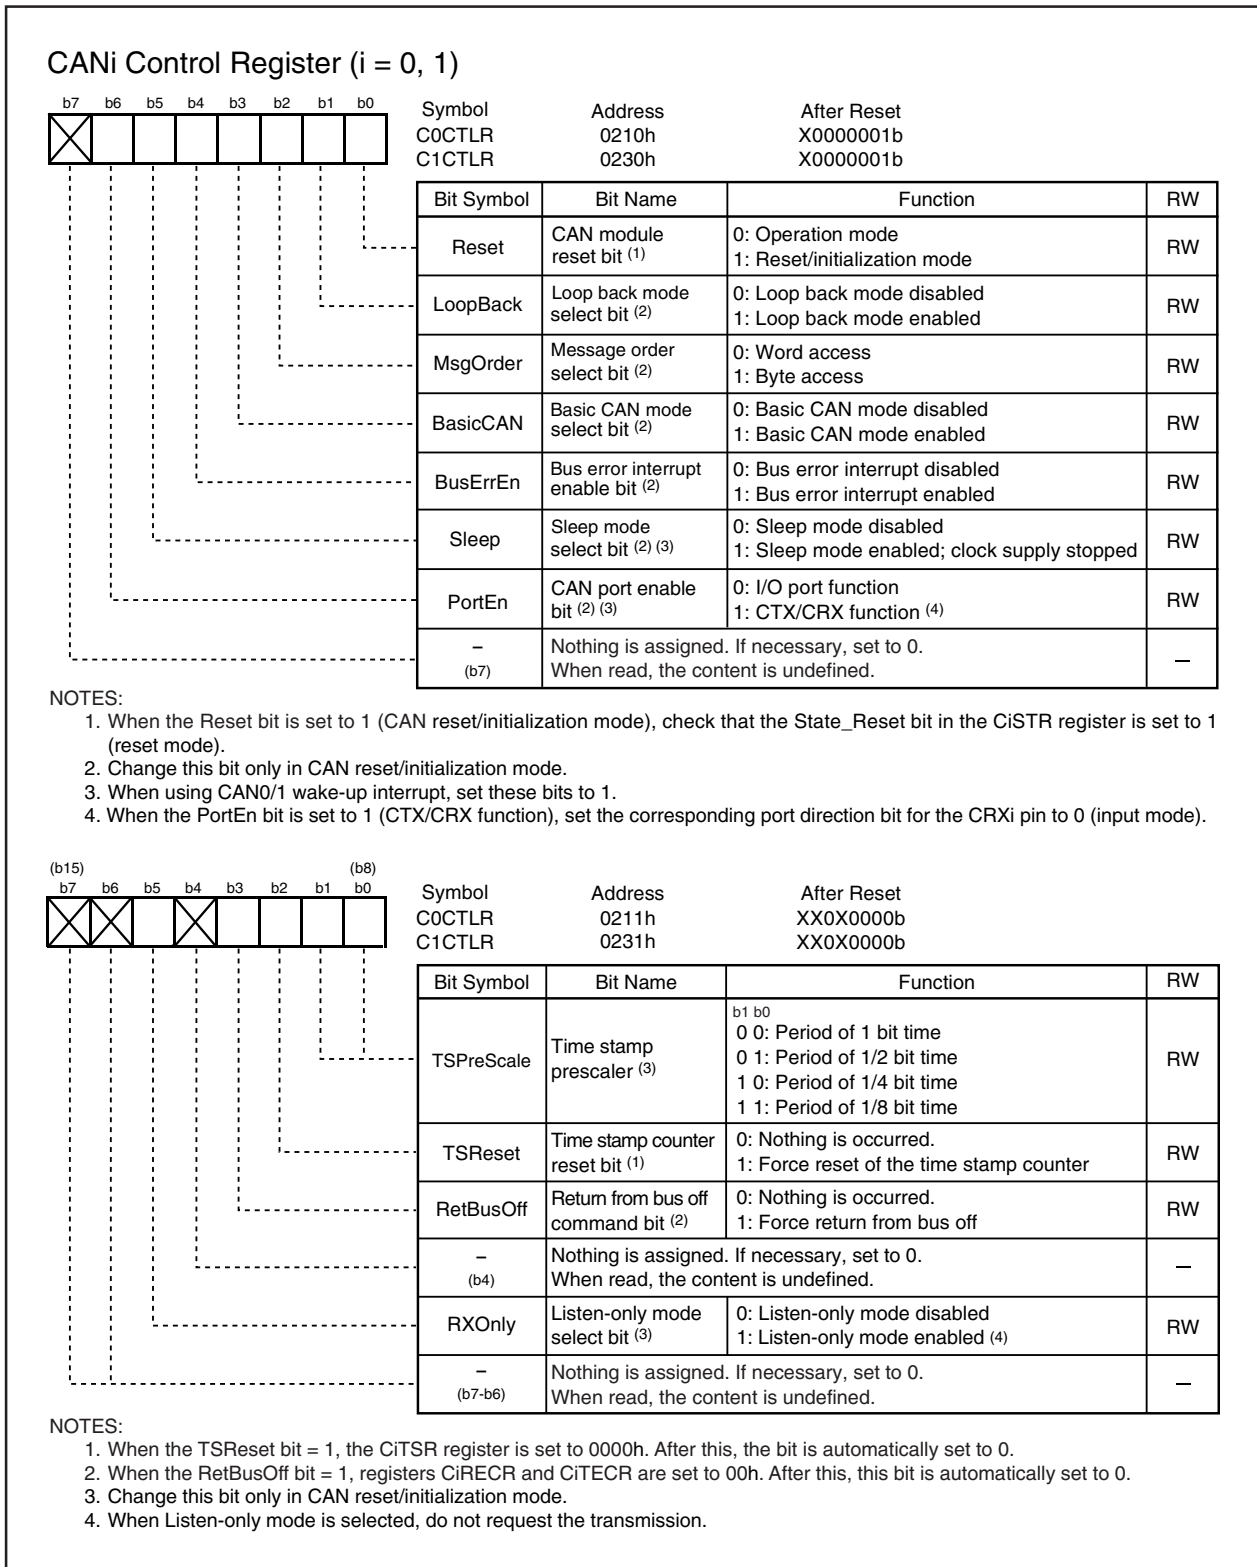 CANi Control Register (i = 0, 1)
b7 b6 b5 b4 b3 b2 b1 b0
Symbol Address After Reset
C0CTLR 0210h X0000001b
C1CTLR 0230h X0000001b
Bit Symbol Bit Name Function RW
Reset CAN module reset bit (1) 0: Operation mode RW
1: Reset/initialization mode
LoopBack Loop back mode select bit (2) 0: Loop back mode disabled RW
1: Loop back mode enabled
MsgOrder Message order select bit (2) 0: Word access RW
1: Byte access
BasicCAN Basic CAN mode select bit (2) 0: Basic CAN mode disabled RW
1: Basic CAN mode enabled
BusErrEn Bus error interrupt enable bit (2) 0: Bus error interrupt disabled RW
1: Bus error interrupt enabled
Sleep Sleep mode select bit (2) (3) 0: Sleep mode disabled RW
1: Sleep mode enabled; clock supply stopped
PortEn CAN port enable bit (2) (3) 0: I/O port function RW
1: CTX/CRX function (4)
– (b7) Nothing is assigned. If necessary, set to 0. –
When read, the content is undefined.
NOTES:
1. When the Reset bit is set to 1 (CAN reset/initialization mode), check that the State_Reset bit in the CiSTR register is set to 1
(reset mode).
2. Change this bit only in CAN reset/initialization mode.
3. When using CAN0/1 wake-up interrupt, set these bits to 1.
4. When the PortEn bit is set to 1 (CTX/CRX function), set the corresponding port direction bit for the CRXi pin to 0 (input mode).
(b15) (b8)
b7 b6 b5 b4 b3 b2 b1 b0
Symbol Address After Reset
C0CTLR 0211h XX0X0000b
C1CTLR 0231h XX0X0000b
Bit Symbol Bit Name Function RW
TSPreScale Time stamp prescaler (3) b1 b0 RW
0 0: Period of 1 bit time
0 1: Period of 1/2 bit time
1 0: Period of 1/4 bit time
1 1: Period of 1/8 bit time
TSReset Time stamp counter reset bit (1) 0: Nothing is occurred. RW
1: Force reset of the time stamp counter
RetBusOff Return from bus off command bit (2) 0: Nothing is occurred. RW
1: Force return from bus off
– (b4) Nothing is assigned. If necessary, set to 0. –
When read, the content is undefined.
RXOnly Listen-only mode select bit (3) 0: Listen-only mode disabled RW
1: Listen-only mode enabled (4)
– (b7-b6) Nothing is assigned. If necessary, set to 0. –
When read, the content is undefined.
NOTES:
1. When the TSReset bit = 1, the CiTSR register is set to 0000h. After this, the bit is automatically set to 0.
2. When the RetBusOff bit = 1, registers CiRECR and CiTECR are set to 00h. After this, this bit is automatically set to 0.
3. Change this bit only in CAN reset/initialization mode.
4. When Listen-only mode is selected, do not request the transmission.